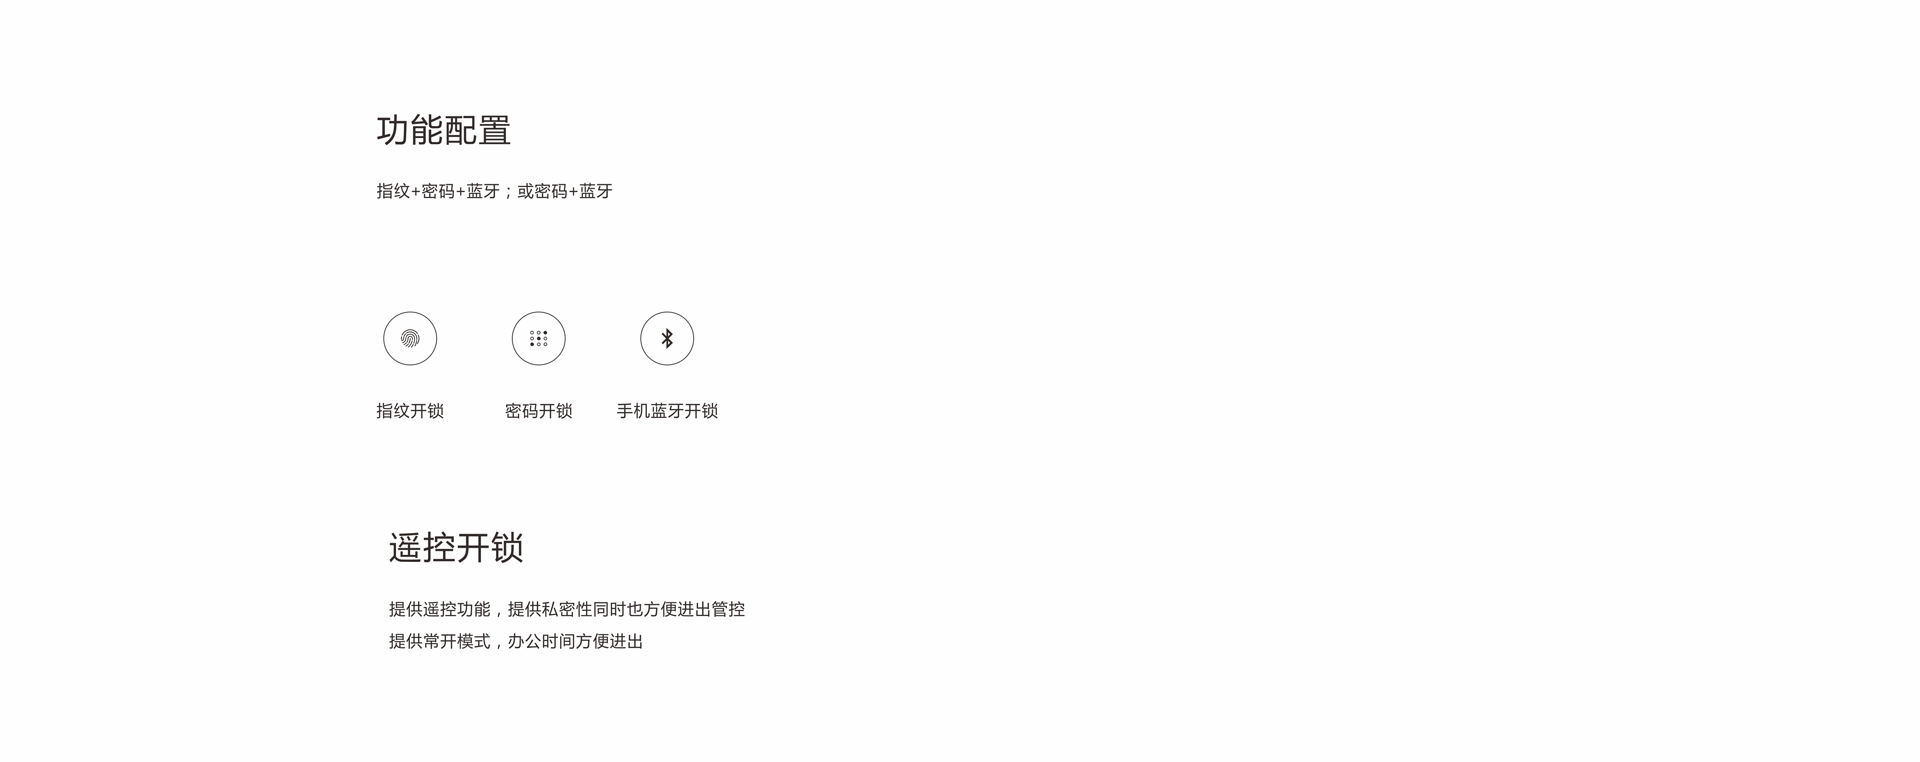 功能配置
指纹+密码+蓝牙；或密码+蓝牙
指纹开锁 密码开锁 手机蓝牙开锁
遥控开锁
提供遥控功能，提供私密性同时也方便进出管控
提供常开模式，办公时间方便进出